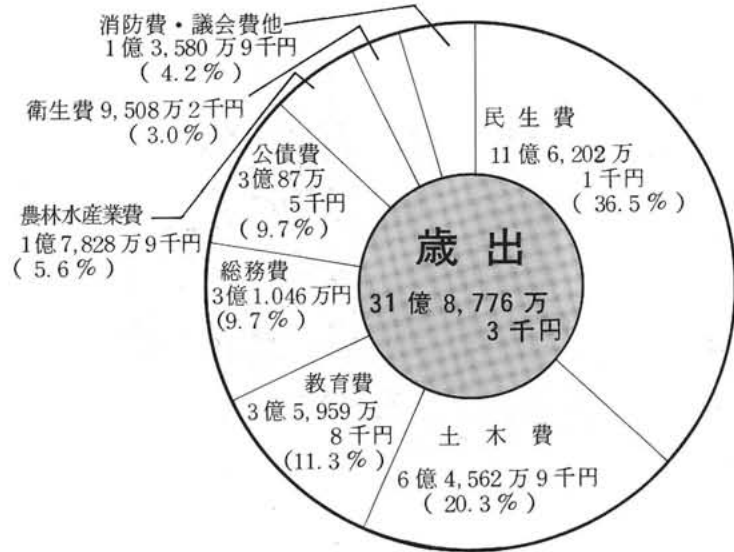 消防費・議会費他
1億3,580万9千円
(4.2%)
衛生費9,508万2千円
(3.0%)
農林水産業費
1億7,828万9千円
(5.6%)
公債費
3億87万
5千円
(9.7%)
総務費
3億1.046万円
(9.7%)
教育費
3億5,959万
8千円
(11.3%)
土木費
6億4,562万9千円
(20.3%)
民生費
11億6,202万
1千円
(36.5%)
歳出
31億8,776万
3千円